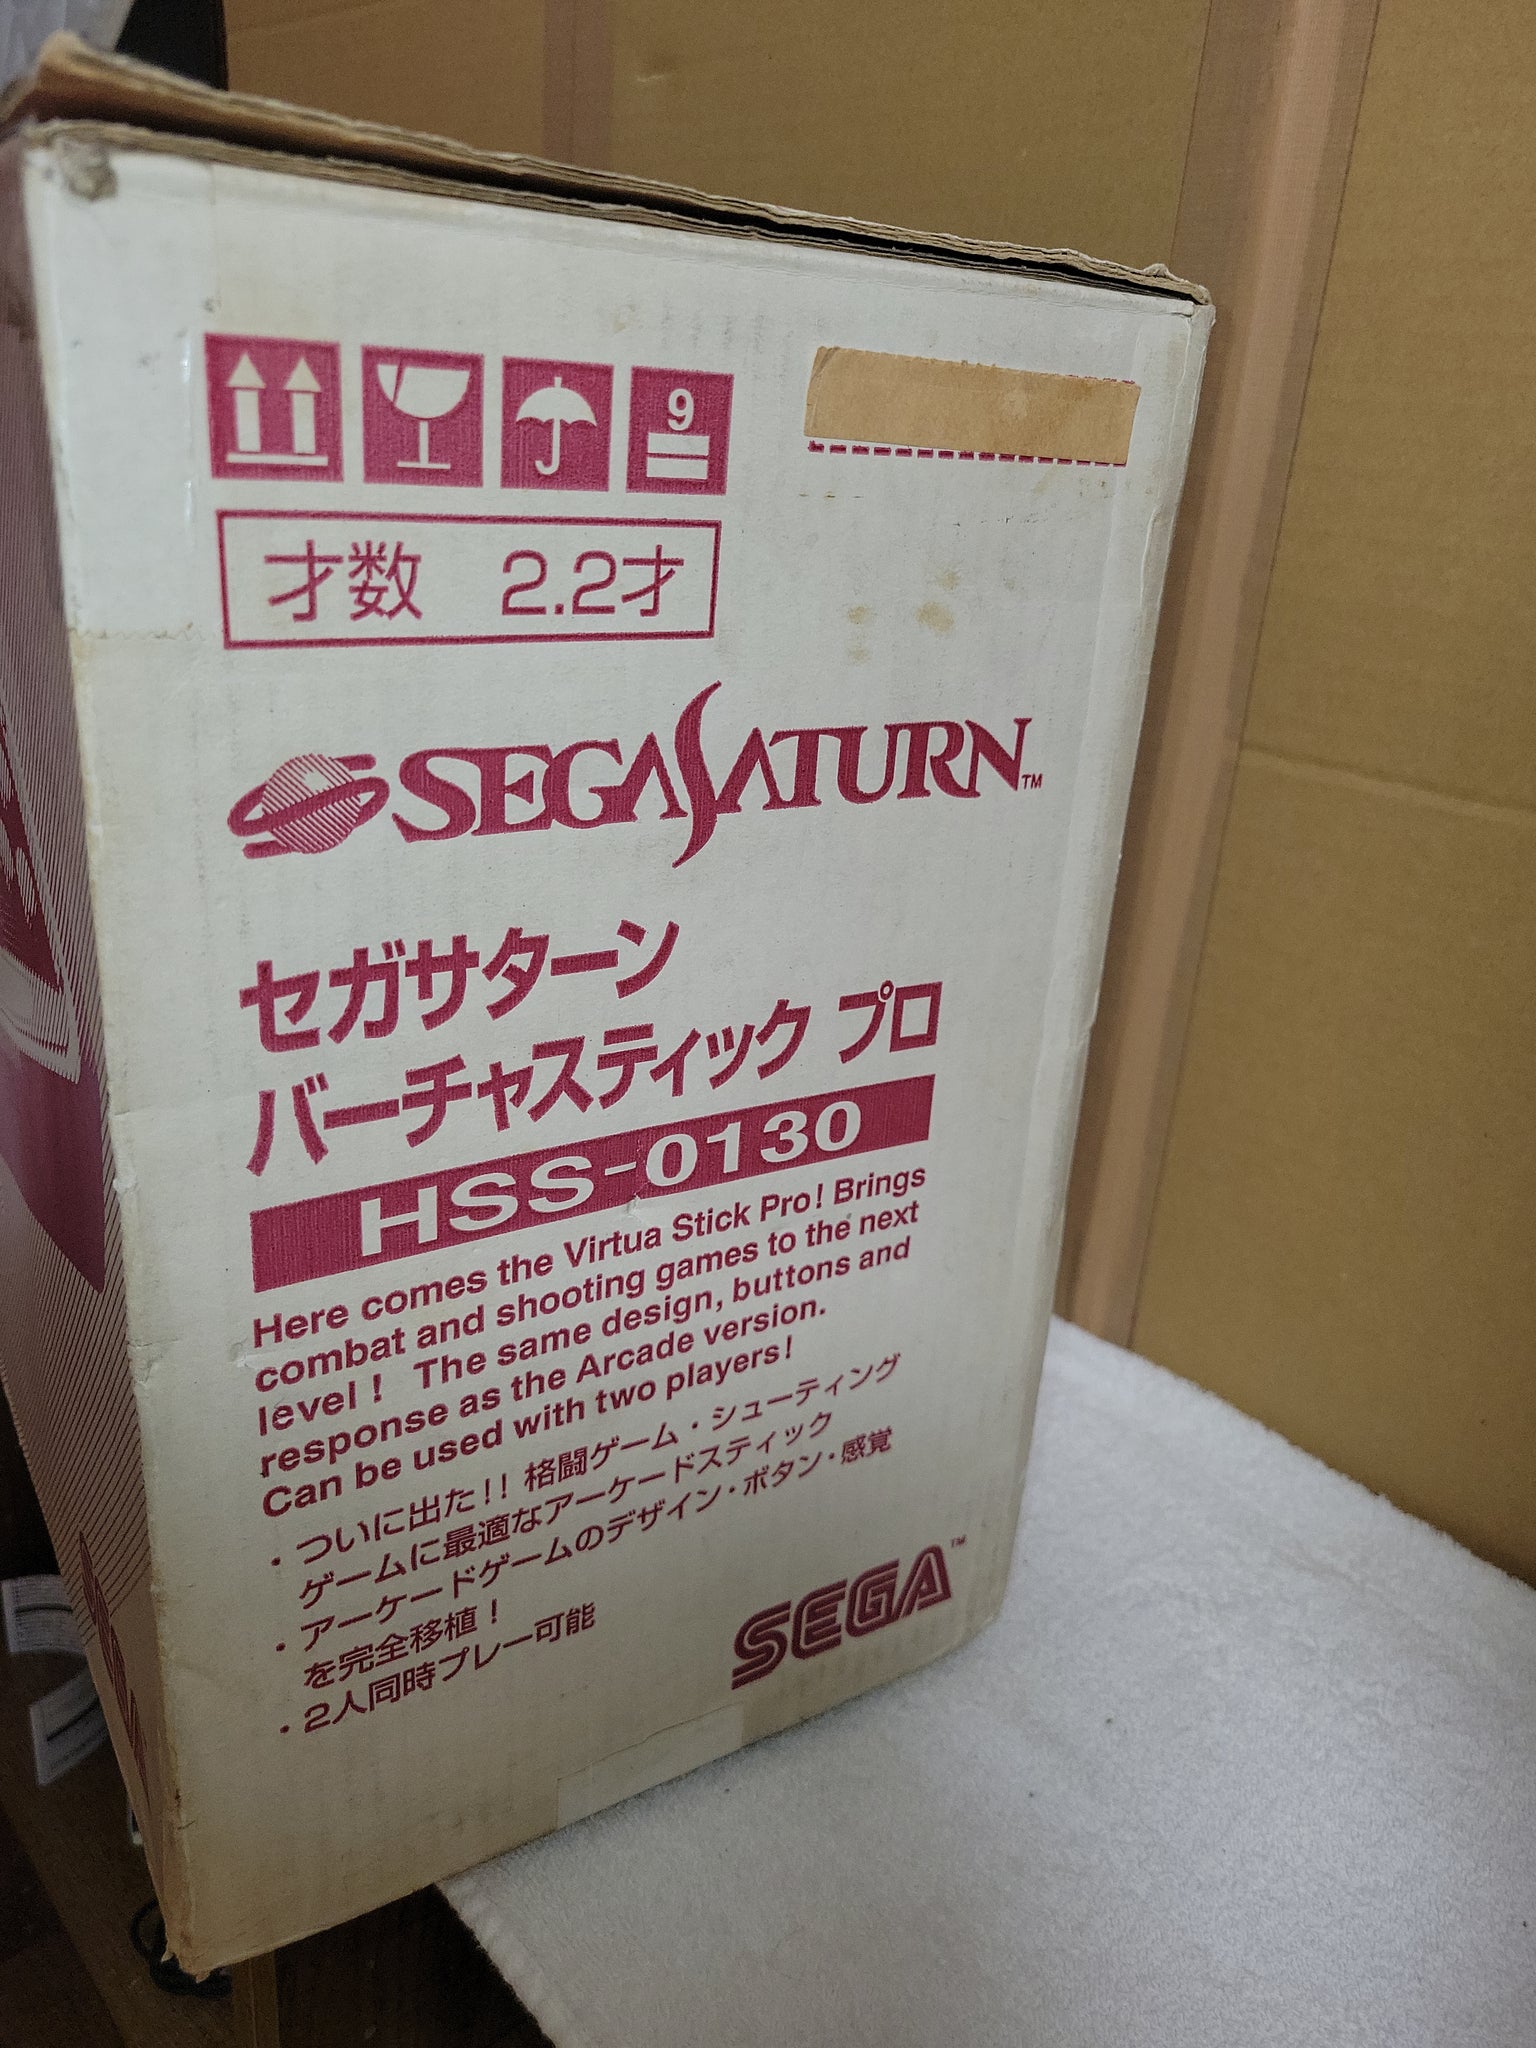 9
才数 2.2才
SEGA SATURN™
セガサターン
バーチャスティック プロ
HSS-0130
Here comes the Virtua Stick Pro! Brings
combat and shooting games to the next
level! The same design, buttons and
response as the Arcade version.
Can be used with two players!
・ついに出た!! 格闘ゲーム・シューティング
ゲームに最適なアーケードスティック
・アーケードゲームのデザイン・ボタン・感覚
を完全移植!
・2人同時プレー可能
SEGA™